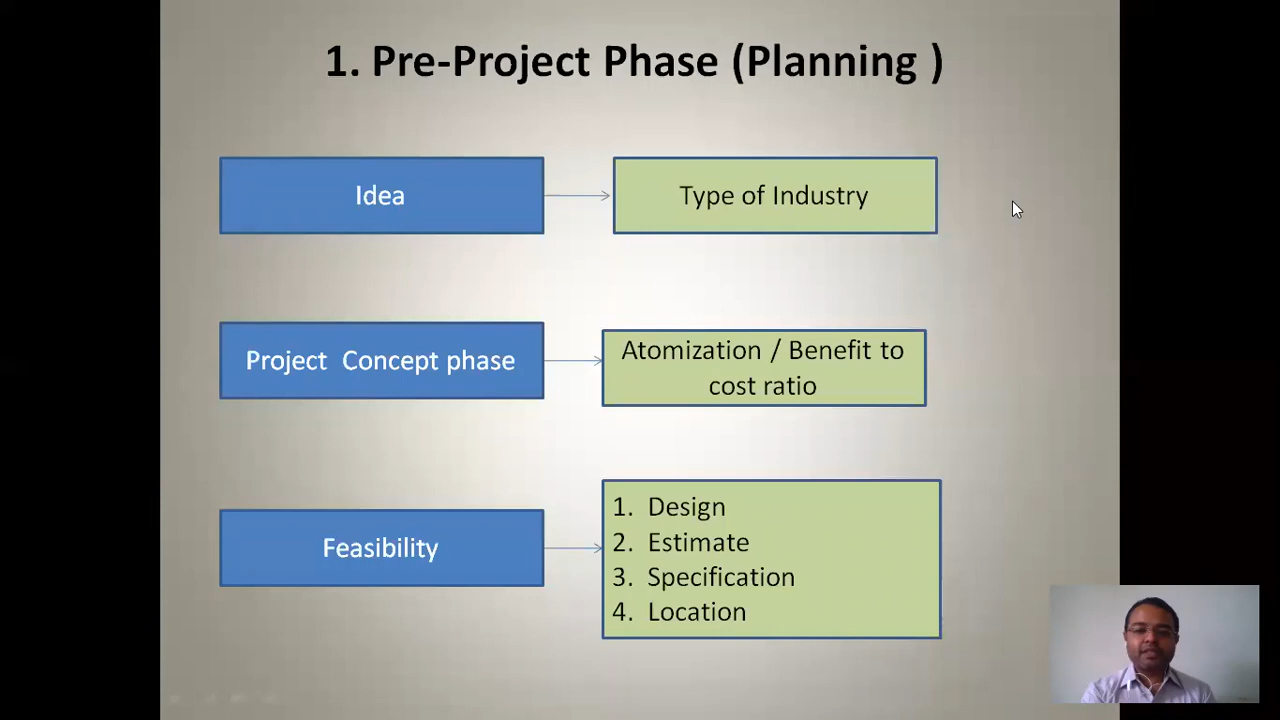 1. Pre-Project Phase (Planning )
Idea
Type of Industry
Project Concept phase
Atomization / Benefit to
cost ratio
Feasibility
1. Design
2. Estimate
3. Specification
4. Location